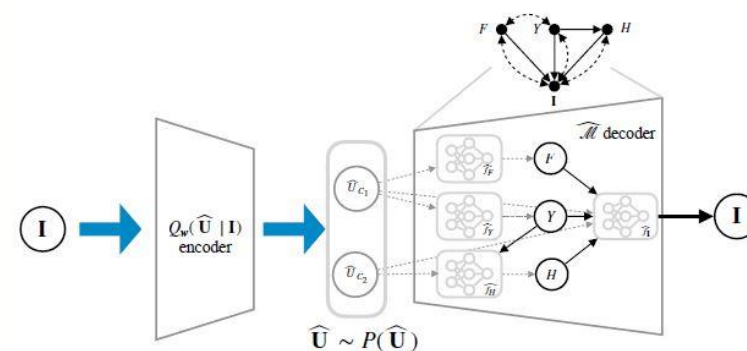 F Y H
I
I
Q_w(Û | I)
encoder
Û_{C_1}
Û_{C_2}
Û ∼ P(Û)
ℳ̂ decoder
f̂_F F
f̂_Y Y
f̂_H H
f̂_I
I